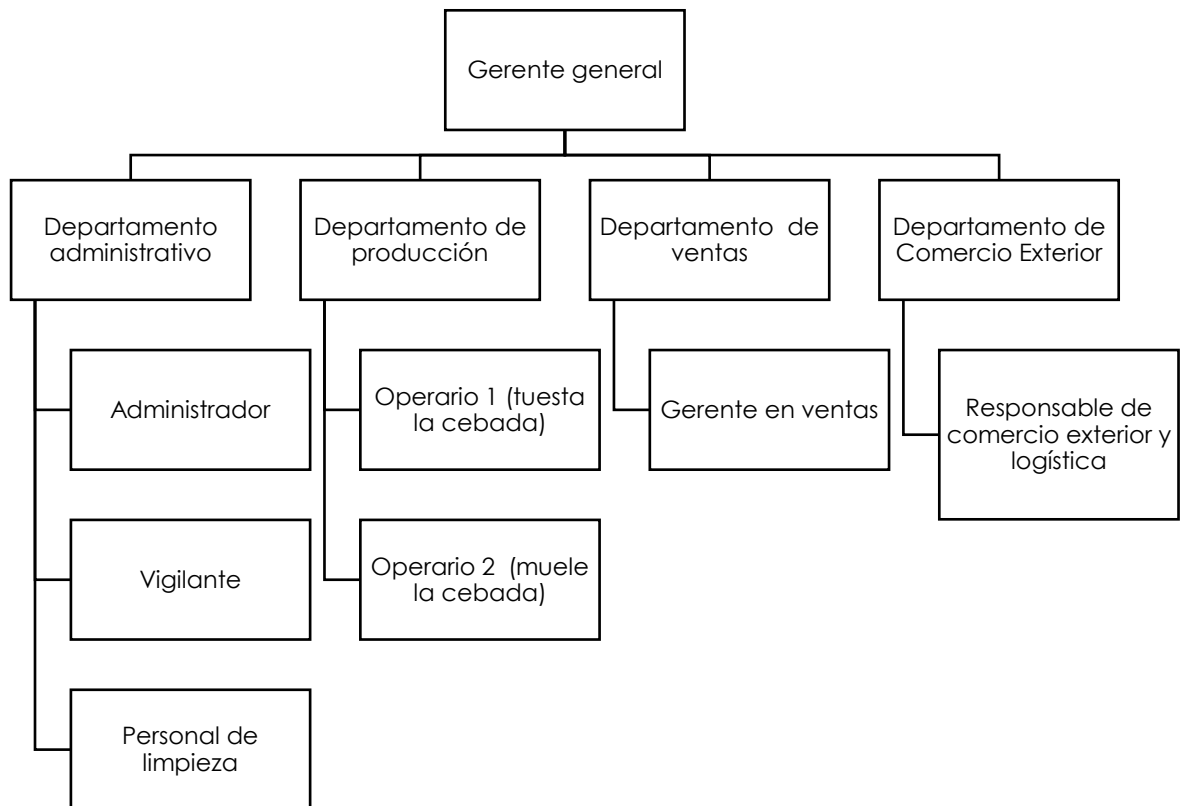 Gerente general
Departamento
administrativo
Departamento de
producción
Departamento  de
ventas
Departamento de
Comercio Exterior
Administrador
Operario 1 (tuesta
la cebada)
Gerente en ventas
Responsable de
comercio exterior y
logística
Vigilante
Operario 2  (muele
la cebada)
Personal de
limpieza